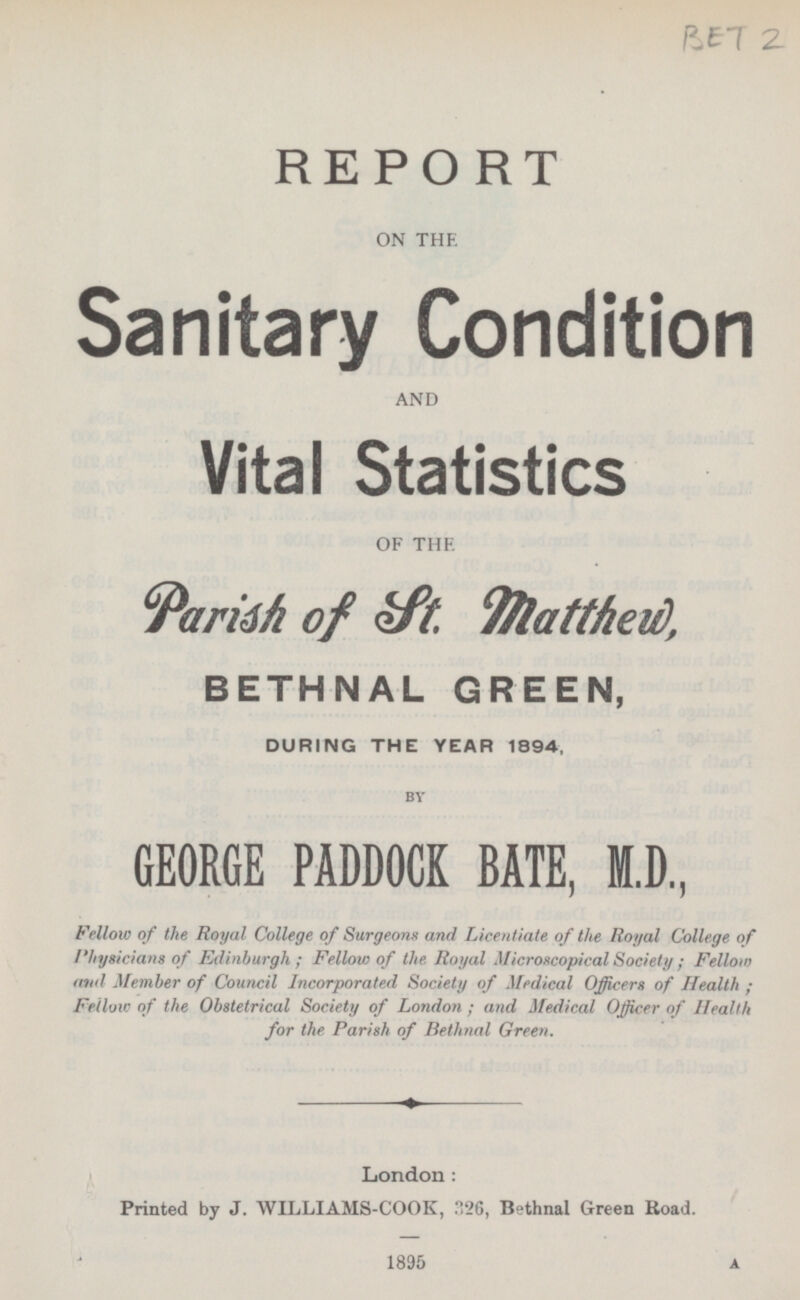 BET 2
REPORT
ON THE
Sanitary Condition
AND
Vital Statistics
OF THE
Parish of St. Matthew,
BETHNAL GREEN,
DURING THE YEAR 1894,
BY
GEORGE PADDOCK BATE, M.D.,
Fellow of the Royal College of Surgeons and Licentiate of the Royal College of
Physicians of Edinburgh; Fellow of the Royal Microscopical Society; Fellow
and Member of Council Incorporated Society of Medical Officers of Health;
Fellow of the Obstetrical Society of London; and Medical Officer of Health
for the Parish of Bethnal Green.
London:
Printed by J. WILLIAMS-COOK, 326, Bethnal Green Road.
1895
A